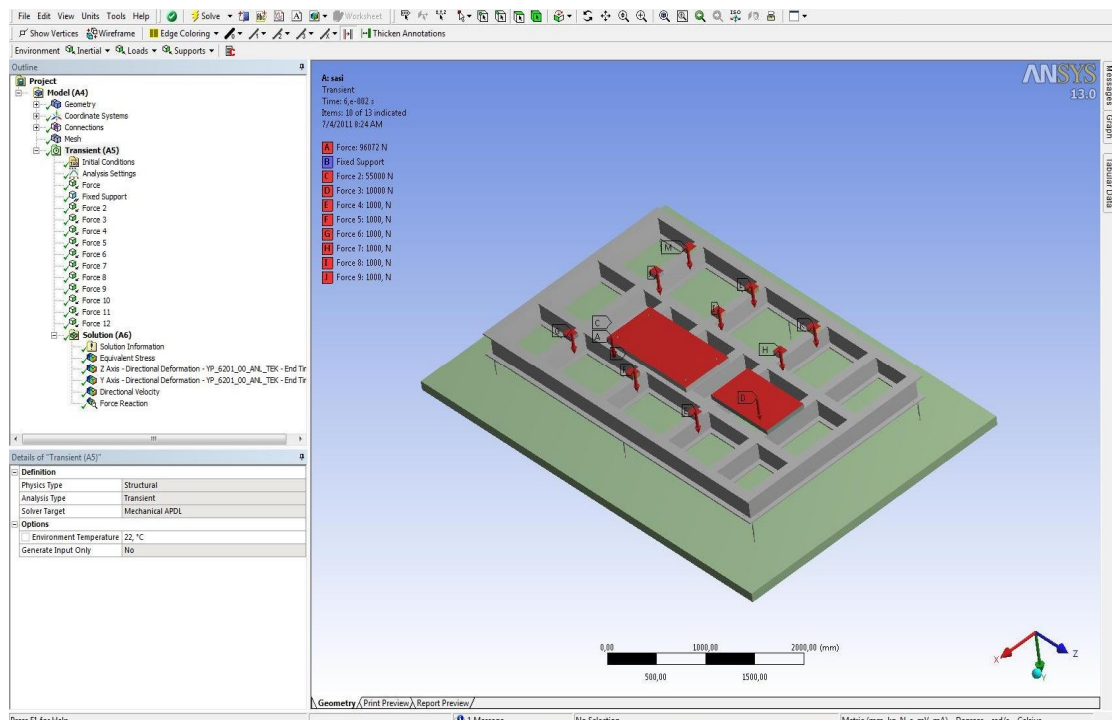 File Edit View Units Tools Help Solve Worksheet
Show Vertices Wireframe Edge Coloring Thicken Annotations
Environment Inertial Loads Supports
Outline
Project
Model (A4)
Geometry
Coordinate Systems
Connections
Mesh
Transient (A5)
Initial Conditions
Analysis Settings
Force
Fixed Support
Force 2
Force 3
Force 4
Force 5
Force 6
Force 7
Force 8
Force 9
Force 10
Force 11
Force 12
Solution (A6)
Solution Information
Equivalent Stress
Z Axis - Directional Deformation - YP_6201_00_ANL_TEK - End Tir
Y Axis - Directional Deformation - YP_6201_00_ANL_TEK - End Tir
Directional Velocity
Force Reaction
Details of "Transient (A5)"
Definition
Physics Type Structural
Analysis Type Transient
Solver Target Mechanical APDL
Options
Environment Temperature 22, °C
Generate Input Only No
A: sasi
Transient
Time: 6,e-002 s
Items: 10 of 13 indicated
7/4/2011 8:24 AM
A Force: 96072 N
B Fixed Support
C Force 2: 55000 N
D Force 3: 10000 N
E Force 4: 1000, N
F Force 5: 1000, N
G Force 6: 1000, N
H Force 7: 1000, N
I Force 8: 1000, N
J Force 9: 1000, N
ANSYS
13.0
M
C
A
H
D
0,00 1000,00 2000,00 (mm)
500,00 1500,00
X
Y
Z
Geometry Print Preview Report Preview
Messages
Graph
Tabular Data
Press F1 for Help 1 Message No Selection Metric (mm, kg, N, s, mV, mA) Degrees rad/s Celsius